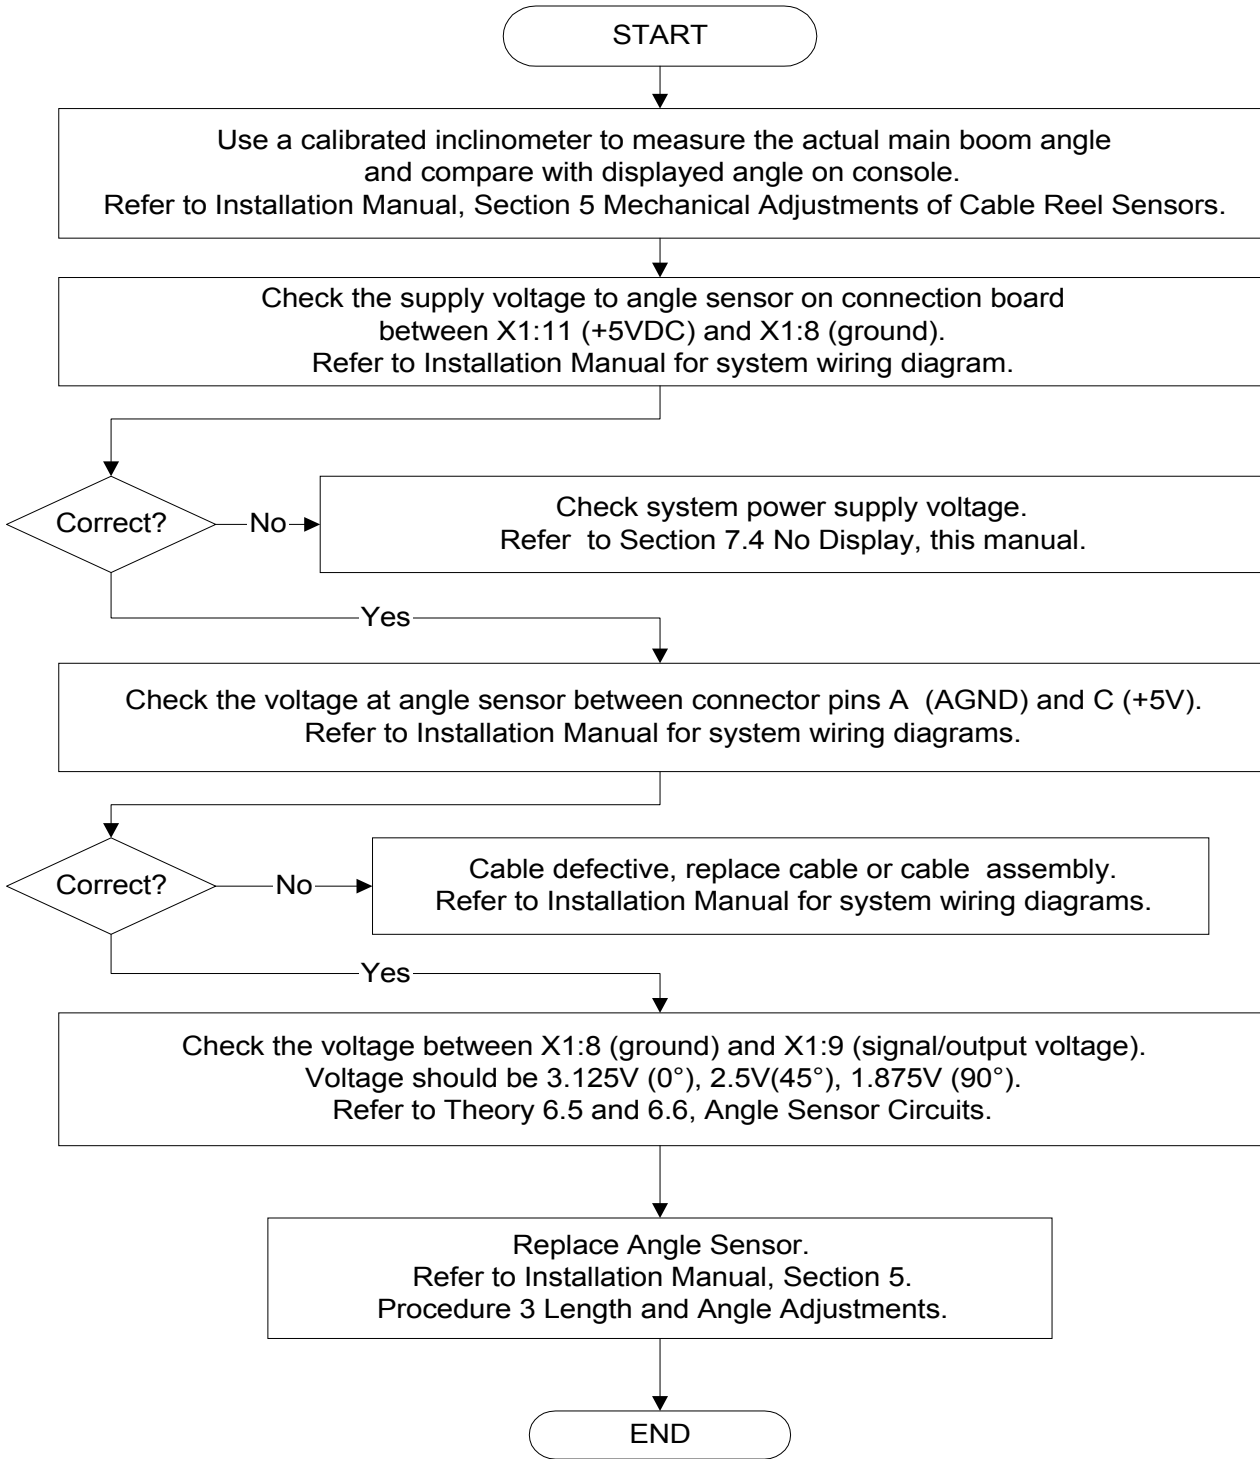 START
Use a calibrated inclinometer to measure the actual main boom angle
and compare with displayed angle on console.
Refer to Installation Manual, Section 5 Mechanical Adjustments of Cable Reel Sensors.
Check the supply voltage to angle sensor on connection board
between X1:11 (+5VDC) and X1:8 (ground).
Refer to Installation Manual for system wiring diagram.
Correct?
No
Check system power supply voltage.
Refer to Section 7.4 No Display, this manual.
Yes
Check the voltage at angle sensor between connector pins A (AGND) and C (+5V).
Refer to Installation Manual for system wiring diagrams.
Correct?
No
Cable defective, replace cable or cable assembly.
Refer to Installation Manual for system wiring diagrams.
Yes
Check the voltage between X1:8 (ground) and X1:9 (signal/output voltage).
Voltage should be 3.125V (0°), 2.5V(45°), 1.875V (90°).
Refer to Theory 6.5 and 6.6, Angle Sensor Circuits.
Replace Angle Sensor.
Refer to Installation Manual, Section 5.
Procedure 3 Length and Angle Adjustments.
END